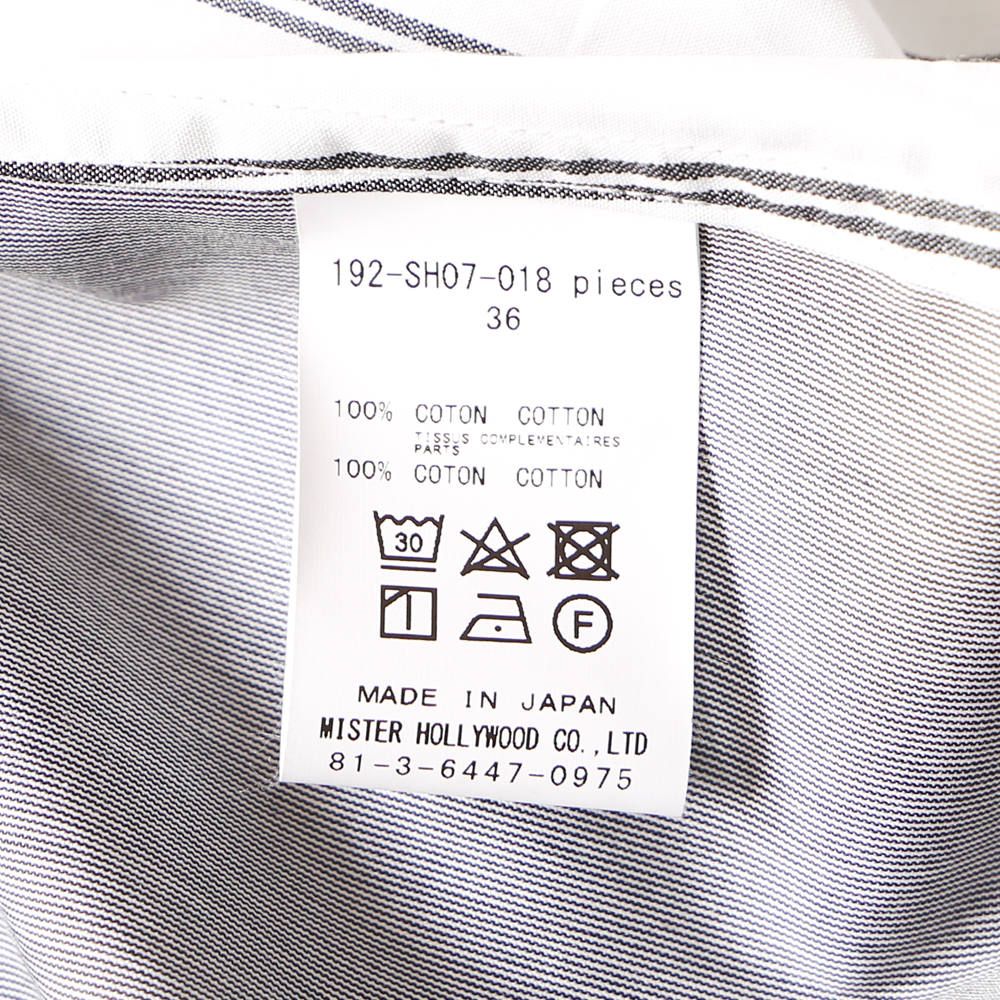 192-SH07-018 pieces
36
100% COTON COTTON
TISSUS COMPLEMENTAIRES
PARTS
100% COTON COTTON
30
F
MADE IN JAPAN
MISTER HOLLYWOOD CO.,LTD
81-3-6447-0975